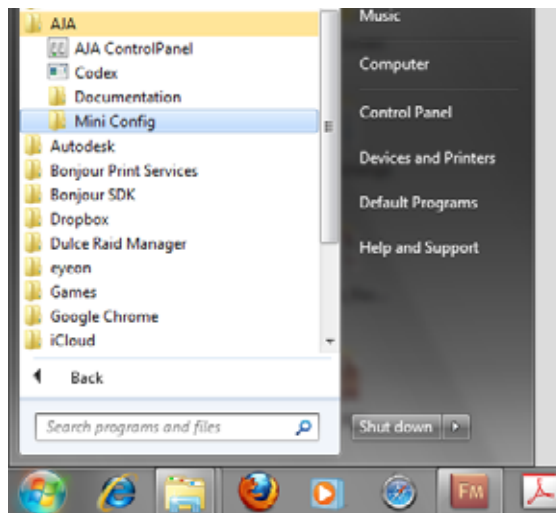 AJA
AJA ControlPanel
Codex
Documentation
Mini Config
Autodesk
Bonjour Print Services
Bonjour SDK
Dropbox
Dulce Raid Manager
eyeon
Games
Google Chrome
iCloud
Back
Search programs and files
Music
Computer
Control Panel
Devices and Printers
Default Programs
Help and Support
Shut down
FM